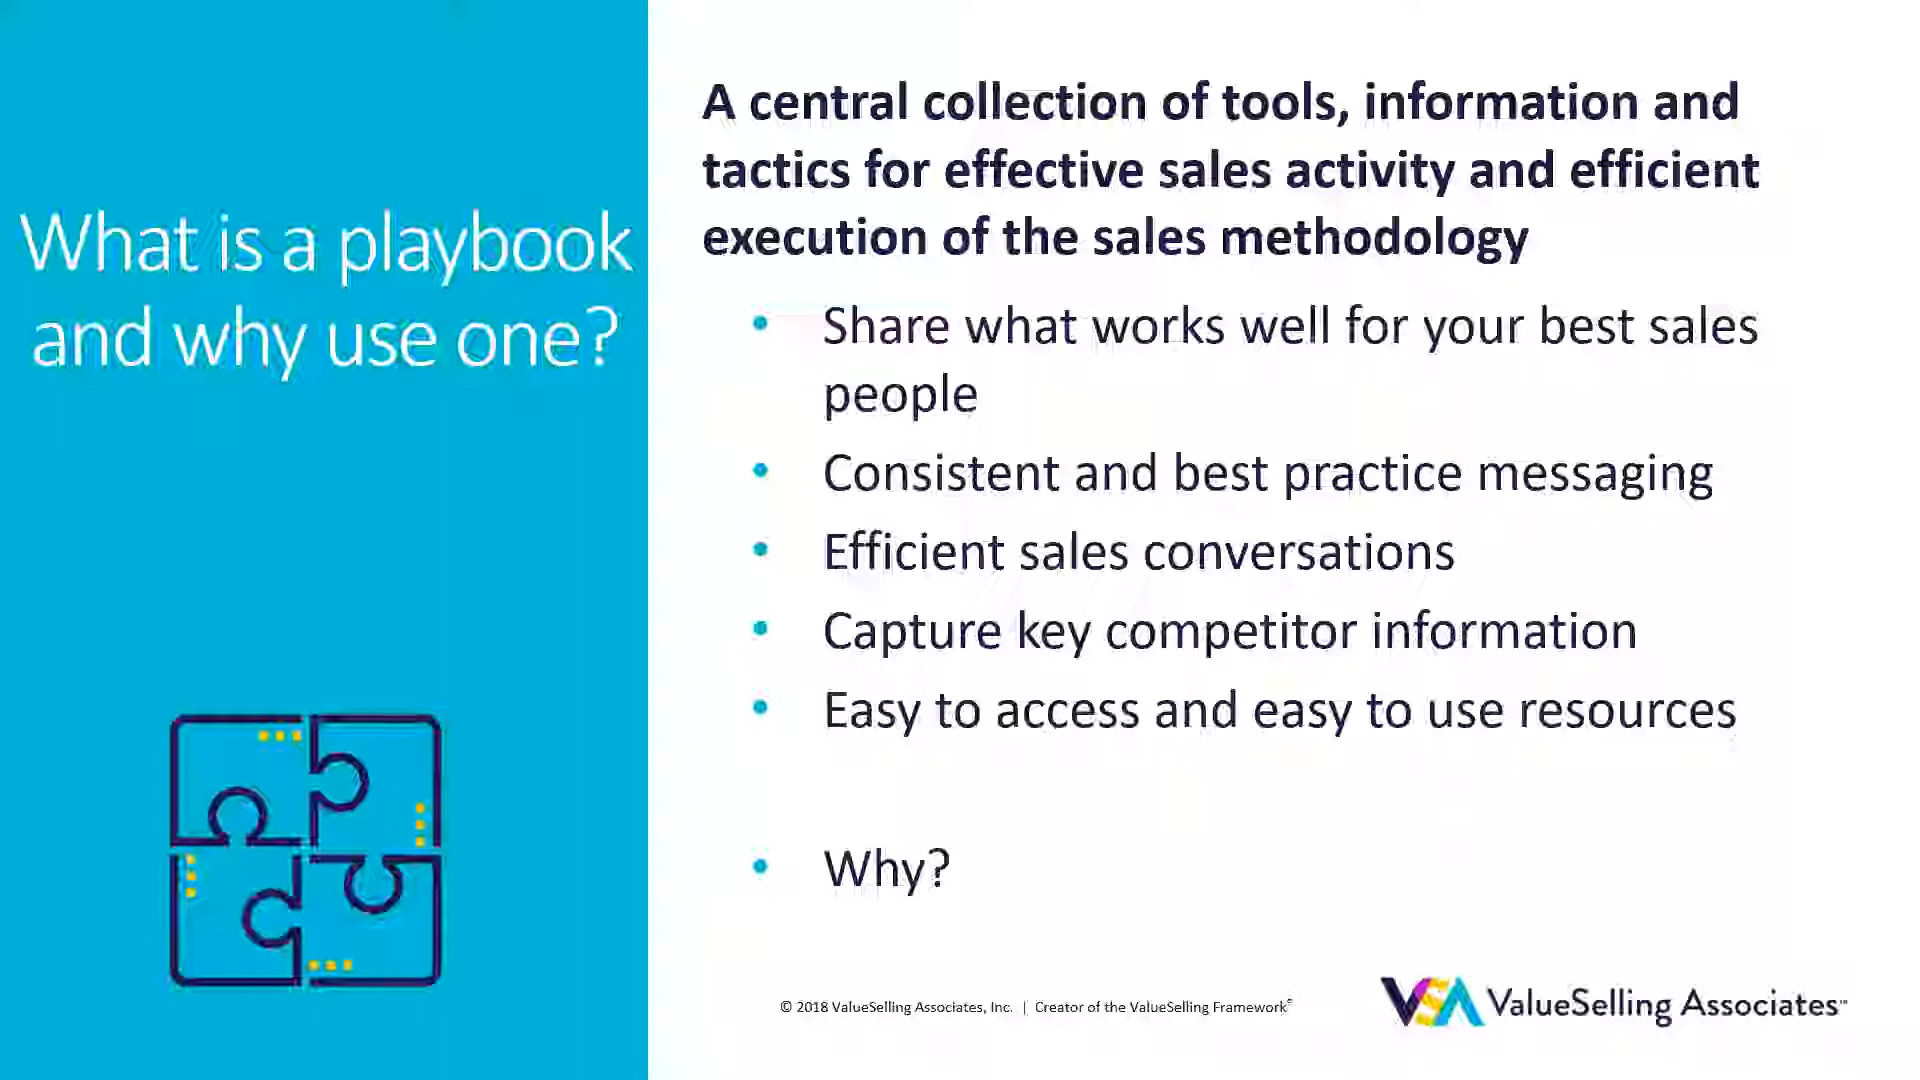 What is a playbook
and why use one?
A central collection of tools, information and
tactics for effective sales activity and efficient
execution of the sales methodology
• Share what works well for your best sales
people
• Consistent and best practice messaging
• Efficient sales conversations
• Capture key competitor information
• Easy to access and easy to use resources
• Why?
© 2018 ValueSelling Associates, Inc. | Creator of the ValueSelling Framework®
VSA ValueSelling Associates™